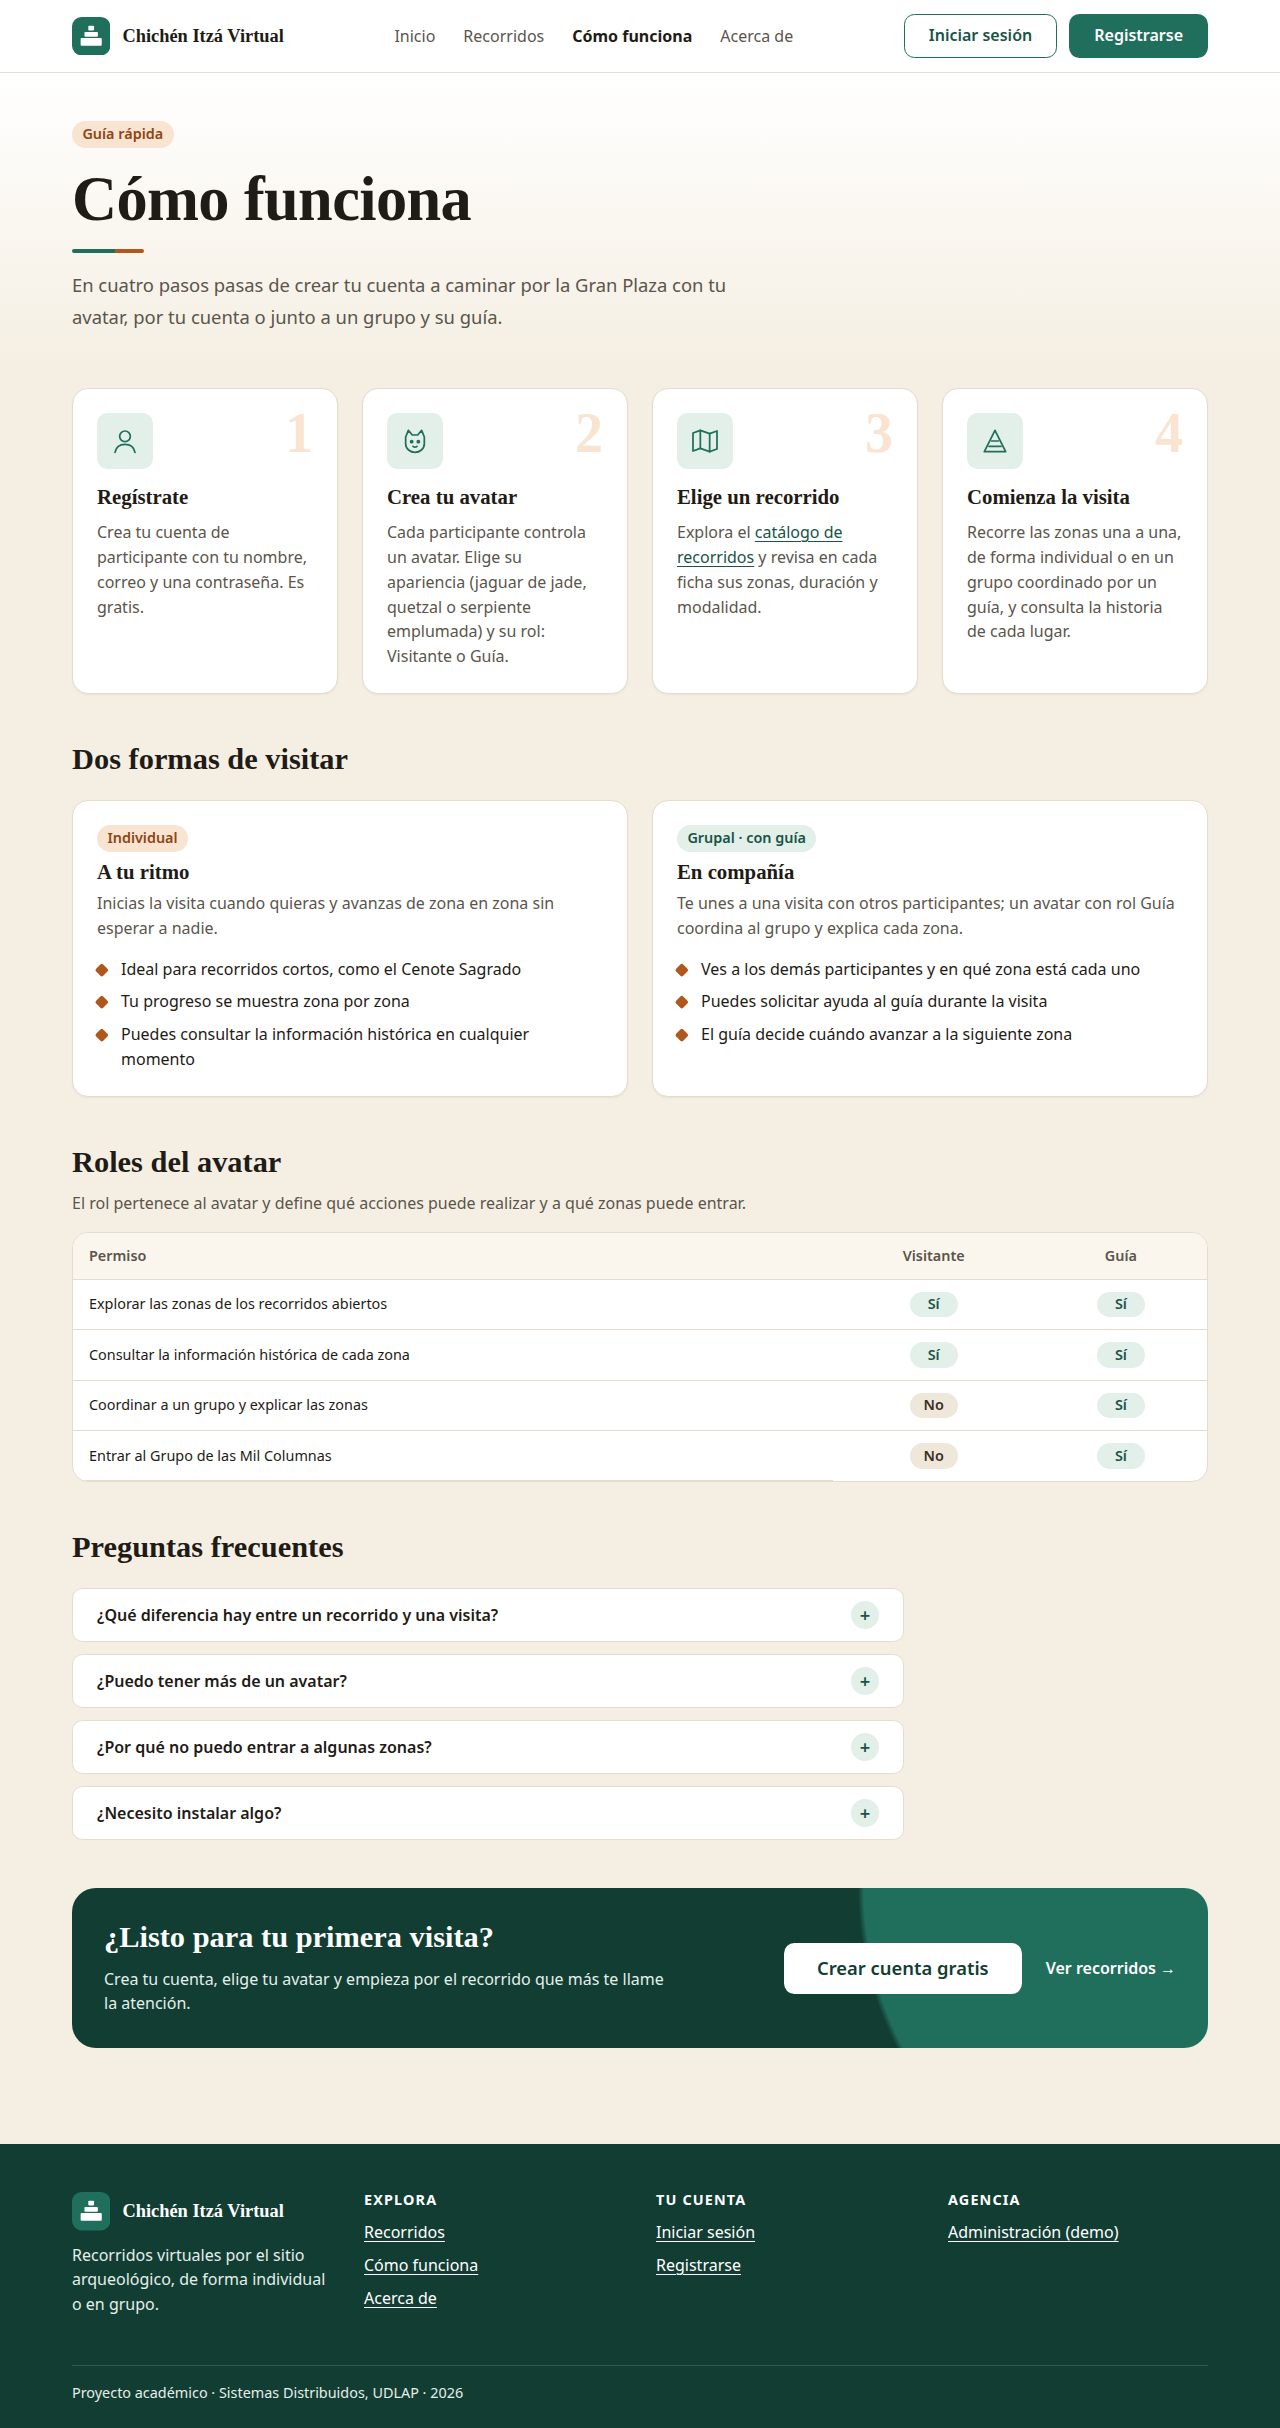 Chichén Itzá Virtual
Inicio
Recorridos
Cómo funciona
Acerca de
Iniciar sesión
Registrarse
Guía rápida
Cómo funciona
En cuatro pasos pasas de crear tu cuenta a caminar por la Gran Plaza con tu
avatar, por tu cuenta o junto a un grupo y su guía.
1
Regístrate
Crea tu cuenta de
participante con tu nombre,
correo y una contraseña. Es
gratis.
2
Crea tu avatar
Cada participante controla
un avatar. Elige su
apariencia (jaguar de jade,
quetzal o serpiente
emplumada) y su rol:
Visitante o Guía.
3
Elige un recorrido
Explora el catálogo de
recorridos y revisa en cada
ficha sus zonas, duración y
modalidad.
4
Comienza la visita
Recorre las zonas una a una,
de forma individual o en un
grupo coordinado por un
guía, y consulta la historia
de cada lugar.
Dos formas de visitar
Individual
A tu ritmo
Inicias la visita cuando quieras y avanzas de zona en zona sin
esperar a nadie.
Ideal para recorridos cortos, como el Cenote Sagrado
Tu progreso se muestra zona por zona
Puedes consultar la información histórica en cualquier
momento
Grupal · con guía
En compañía
Te unes a una visita con otros participantes; un avatar con rol Guía
coordina al grupo y explica cada zona.
Ves a los demás participantes y en qué zona está cada uno
Puedes solicitar ayuda al guía durante la visita
El guía decide cuándo avanzar a la siguiente zona
Roles del avatar
El rol pertenece al avatar y define qué acciones puede realizar y a qué zonas puede entrar.
Permiso Visitante Guía
Explorar las zonas de los recorridos abiertos Sí Sí
Consultar la información histórica de cada zona Sí Sí
Coordinar a un grupo y explicar las zonas No Sí
Entrar al Grupo de las Mil Columnas No Sí
Preguntas frecuentes
¿Qué diferencia hay entre un recorrido y una visita? +
¿Puedo tener más de un avatar? +
¿Por qué no puedo entrar a algunas zonas? +
¿Necesito instalar algo? +
¿Listo para tu primera visita?
Crea tu cuenta, elige tu avatar y empieza por el recorrido que más te llame
la atención.
Crear cuenta gratis
Ver recorridos →
Chichén Itzá Virtual
Recorridos virtuales por el sitio
arqueológico, de forma individual
o en grupo.
EXPLORA
Recorridos
Cómo funciona
Acerca de
TU CUENTA
Iniciar sesión
Registrarse
AGENCIA
Administración (demo)
Proyecto académico · Sistemas Distribuidos, UDLAP · 2026